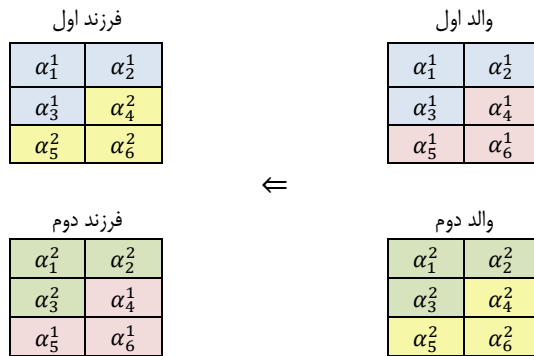 والد اول
α₁¹ α₂¹
α₃¹ α₄¹
α₅¹ α₆¹
فرزند اول
α₁¹ α₂¹
α₃¹ α₄²
α₅² α₆²
⇐
والد دوم
α₁² α₂²
α₃² α₄²
α₅² α₆²
فرزند دوم
α₁² α₂²
α₃² α₄¹
α₅¹ α₆¹